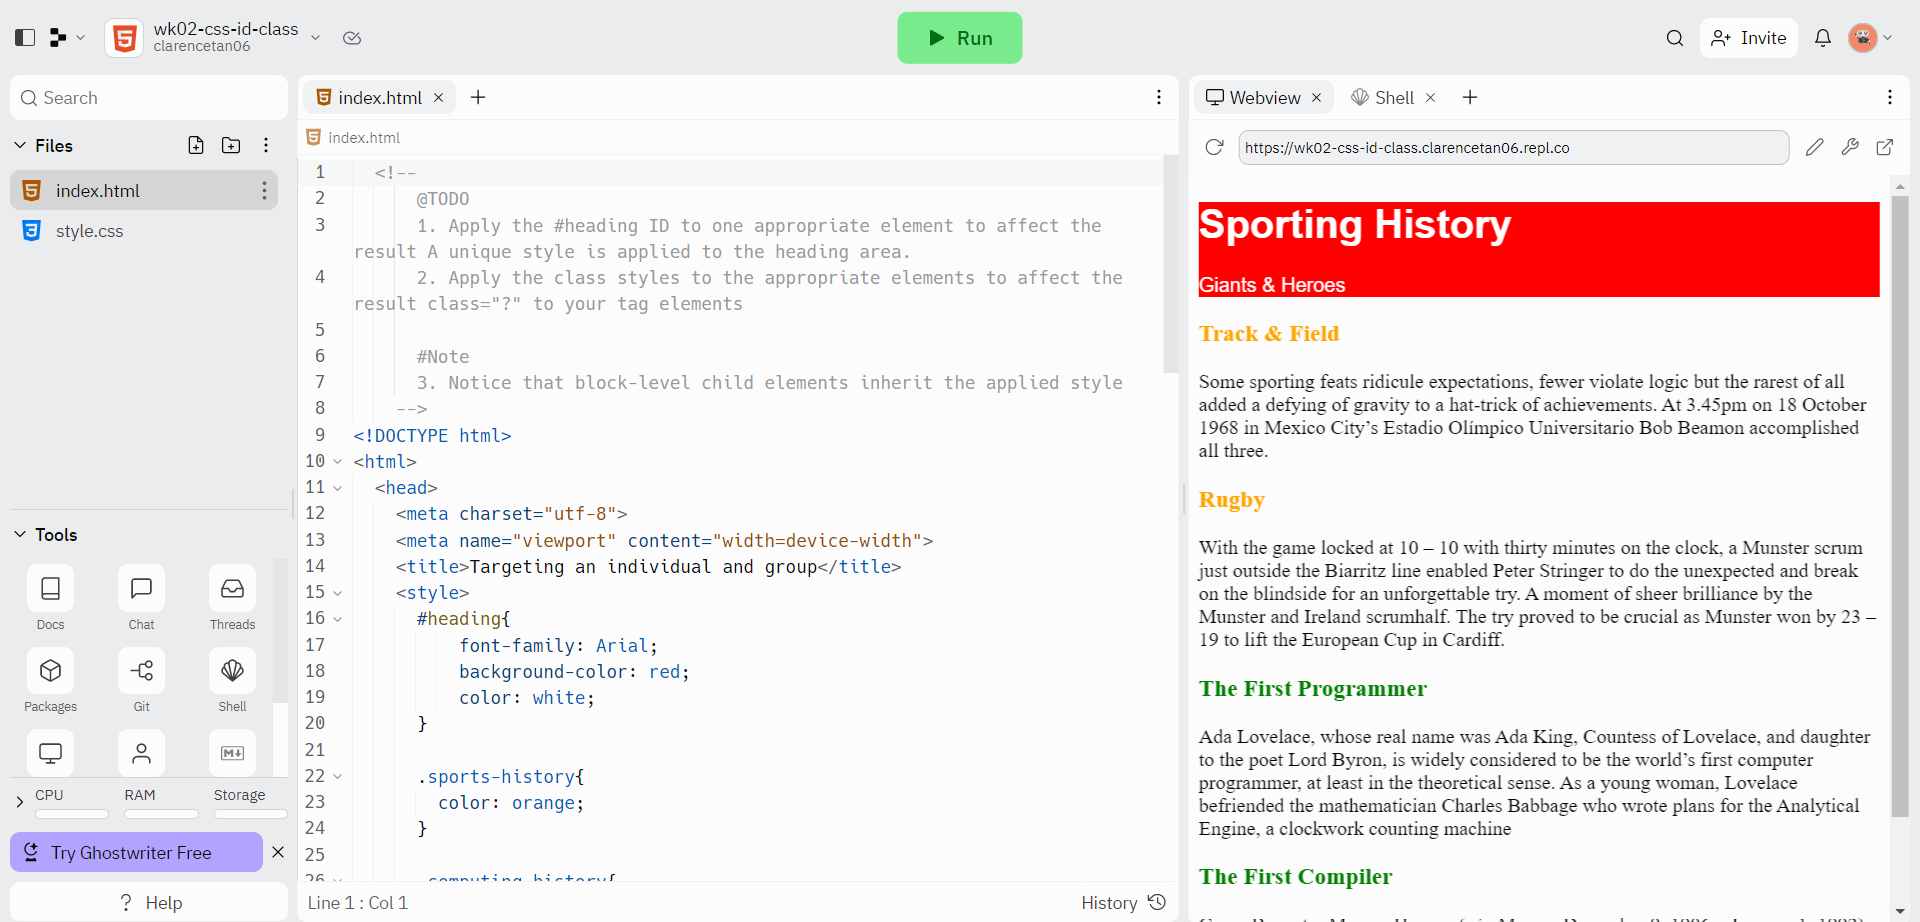 wk02-css-id-class
clarencetan06
Run
Invite
Search
Files
index.html
style.css
Tools
Docs
Chat
Threads
Packages
Git
Shell
CPU
RAM
Storage
Try Ghostwriter Free
Help
index.html
index.html
1 <!--
2 @TODO
3 1. Apply the #heading ID to one appropriate element to affect the
result A unique style is applied to the heading area.
4 2. Apply the class styles to the appropriate elements to affect the
result class="?" to your tag elements
5
6 #Note
7 3. Notice that block-level child elements inherit the applied style
8 -->
9 <!DOCTYPE html>
10 <html>
11 <head>
12 <meta charset="utf-8">
13 <meta name="viewport" content="width=device-width">
14 <title>Targeting an individual and group</title>
15 <style>
16 #heading{
17 font-family: Arial;
18 background-color: red;
19 color: white;
20 }
21
22 .sports-history{
23 color: orange;
24 }
25
26 .computing-history{
Line 1 : Col 1
History
Webview
Shell
https://wk02-css-id-class.clarencetan06.repl.co
Sporting History
Giants & Heroes
Track & Field
Some sporting feats ridicule expectations, fewer violate logic but the rarest of all
added a defying of gravity to a hat-trick of achievements. At 3.45pm on 18 October
1968 in Mexico City’s Estadio Olímpico Universitario Bob Beamon accomplished
all three.
Rugby
With the game locked at 10 – 10 with thirty minutes on the clock, a Munster scrum
just outside the Biarritz line enabled Peter Stringer to do the unexpected and break
on the blindside for an unforgettable try. A moment of sheer brilliance by the
Munster and Ireland scrumhalf. The try proved to be crucial as Munster won by 23 –
19 to lift the European Cup in Cardiff.
The First Programmer
Ada Lovelace, whose real name was Ada King, Countess of Lovelace, and daughter
to the poet Lord Byron, is widely considered to be the world’s first computer
programmer, at least in the theoretical sense. As a young woman, Lovelace
befriended the mathematician Charles Babbage who wrote plans for the Analytical
Engine, a clockwork counting machine
The First Compiler